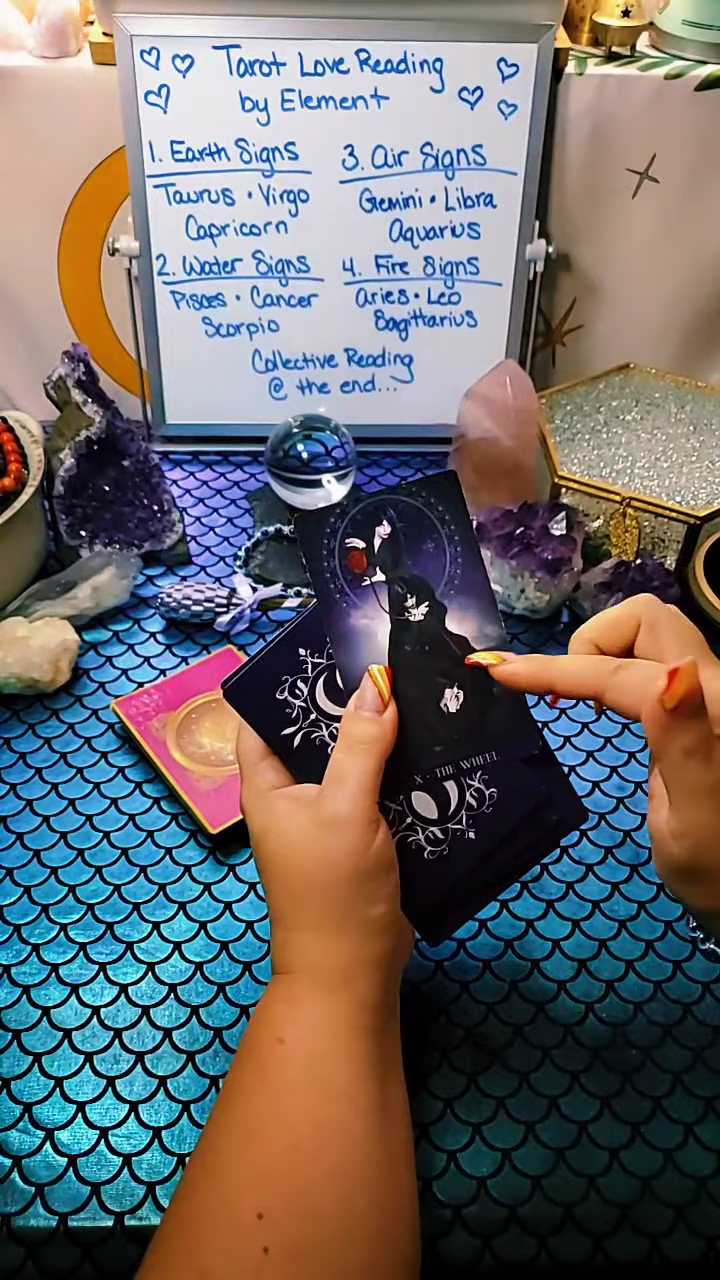 Tarot Love Reading
by Element
1. Earth Signs
Taurus • Virgo
Capricorn
2. Water Signs
Pisces • Cancer
Scorpio
3. Air Signs
Gemini • Libra
Aquarius
4. Fire Signs
Aries • Leo
Sagittarius
Collective Reading
@ the end...
X - THE WHEEL